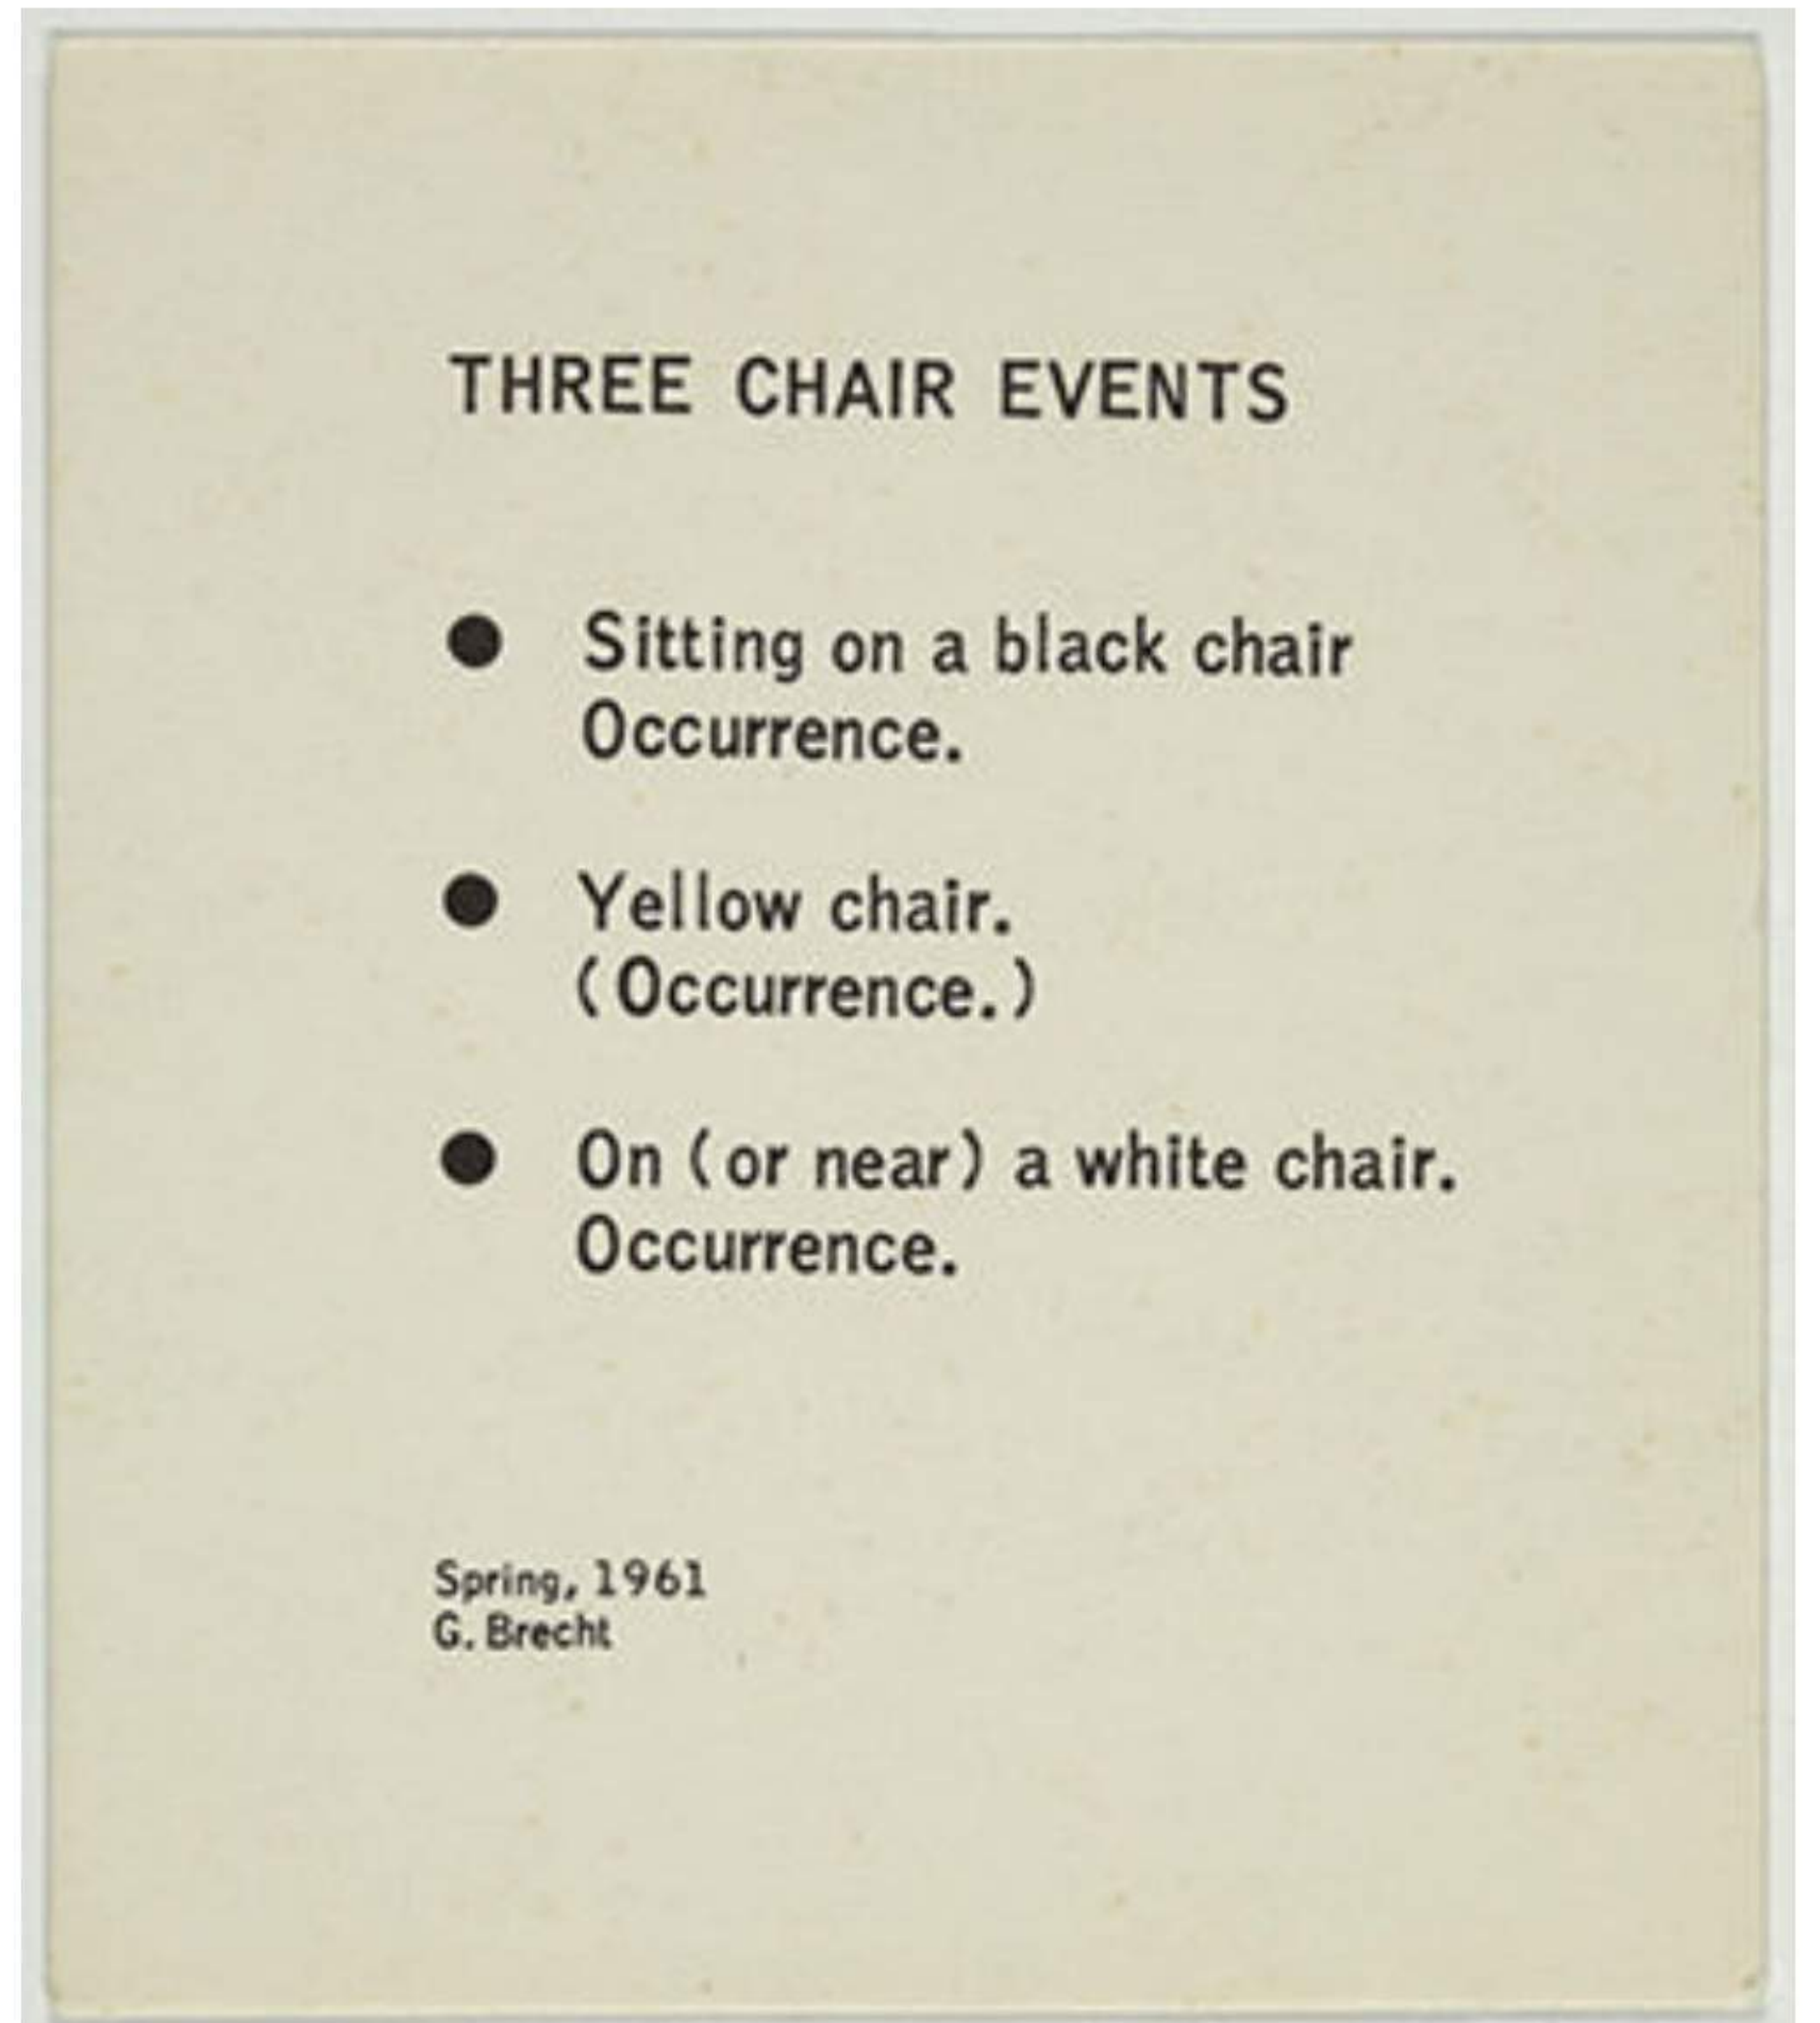 THREE CHAIR EVENTS
● Sitting on a black chair
Occurrence.
● Yellow chair.
(Occurrence.)
● On (or near) a white chair.
Occurrence.
Spring, 1961
G. Brecht